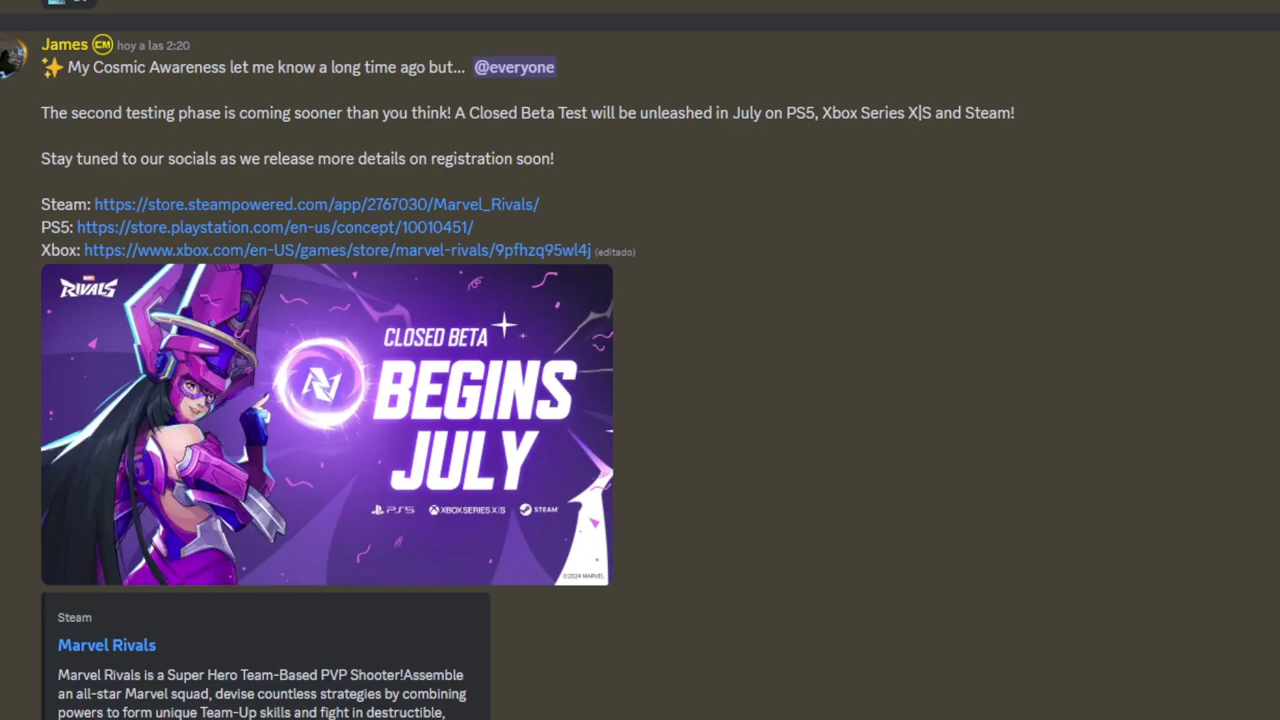 James CM hoy a las 2:20
✨ My Cosmic Awareness let me know a long time ago but... @everyone
The second testing phase is coming sooner than you think! A Closed Beta Test will be unleashed in July on PS5, Xbox Series X|S and Steam!
Stay tuned to our socials as we release more details on registration soon!
Steam: https://store.steampowered.com/app/2767030/Marvel_Rivals/
PS5: https://store.playstation.com/en-us/concept/10010451/
Xbox: https://www.xbox.com/en-US/games/store/marvel-rivals/9pfhzq95wl4j (editado)
MARVEL
RIVALS
CLOSED BETA
BEGINS
JULY
PS5 XBOX SERIES X|S STEAM
©2024 MARVEL
Steam
Marvel Rivals
Marvel Rivals is a Super Hero Team-Based PVP Shooter!Assemble
an all-star Marvel squad, devise countless strategies by combining
powers to form unique Team-Up skills and fight in destructible,